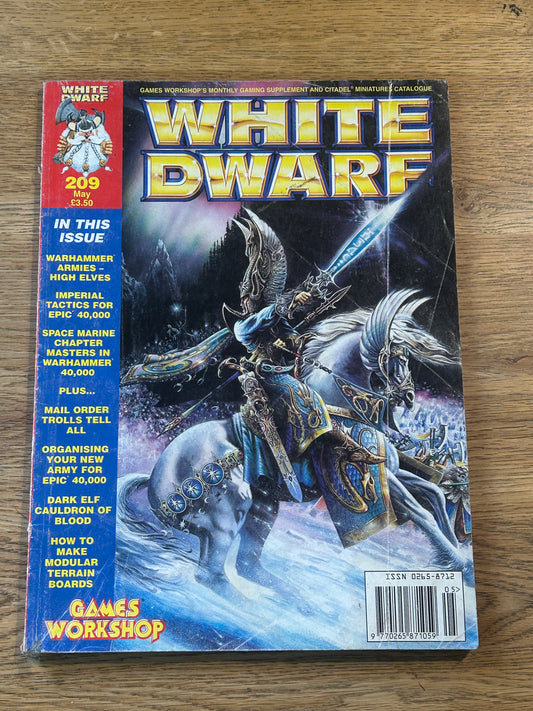 GAMES WORKSHOP'S MONTHLY GAMING SUPPLEMENT AND CITADEL® MINIATURES CATALOGUE
WHITE
DWARF
WHITE
DWARF
209
May
£3.50
IN THIS
ISSUE
WARHAMMER®
ARMIES –
HIGH ELVES
IMPERIAL
TACTICS FOR
EPIC® 40,000
SPACE MARINE
CHAPTER
MASTERS IN
WARHAMMER®
40,000
PLUS...
MAIL ORDER
TROLLS TELL
ALL
ORGANISING
YOUR NEW
ARMY FOR
EPIC® 40,000
DARK ELF
CAULDRON OF
BLOOD
HOW TO
MAKE
MODULAR
TERRAIN
BOARDS
GAMES
WORKSHOP
ISSN 0265-8712
05>
9 770265 871059